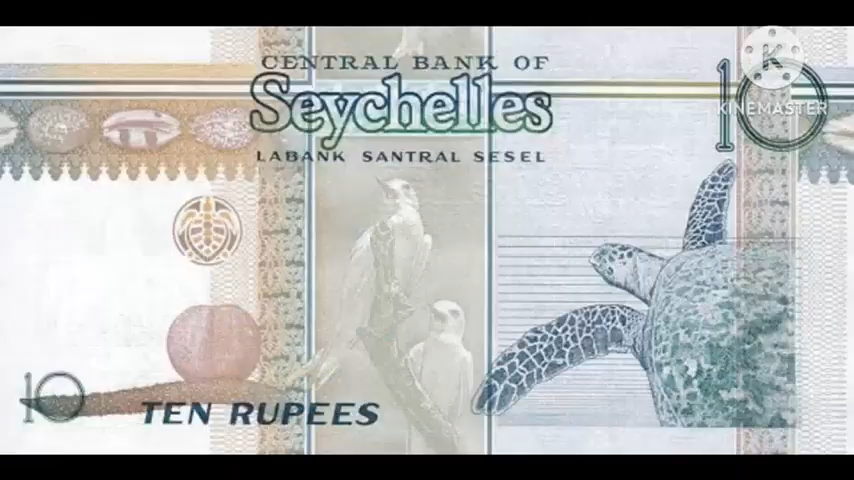 CENTRAL BANK OF
Seychelles
LABANK SANTRAL SESEL
10
K
KINEMASTER
10
TEN RUPEES